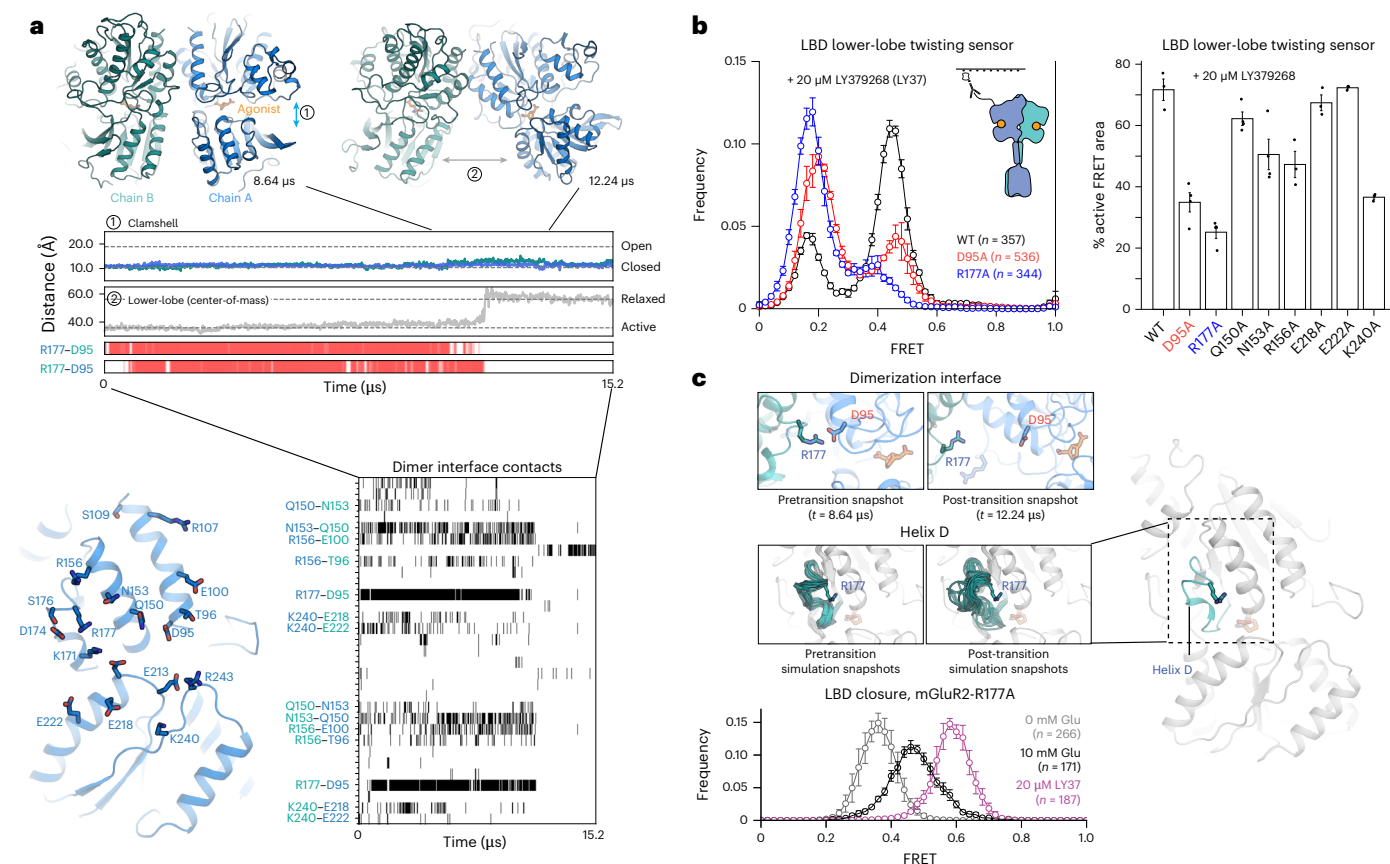 a
Agonist
1
8.64 µs
Chain B
Chain A
2
12.24 µs
1 Clamshell
Distance (Å)
20.0
10.0
Open
Closed
60.0
40.0
2 Lower-lobe (center-of-mass)
Relaxed
Active
R177–D95
R177–D95
0
Time (µs)
15.2
S109
R107
R156
N153
E100
S176
Q150
T96
D174
R177
D95
K171
E213
R243
E222
E218
K240
Dimer interface contacts
Q150–N153
N153–Q150
R156–E100
R156–T96
R177–D95
K240–E218
K240–E222
Q150–N153
N153–Q150
R156–E100
R156–T96
R177–D95
K240–E218
K240–E222
0
15.2
Time (µs)
b
LBD lower-lobe twisting sensor
+ 20 µM LY379268 (LY37)
Frequency
0.15
0.10
0.05
0
WT (n = 357)
D95A (n = 536)
R177A (n = 344)
0
0.2
0.4
0.6
0.8
1.0
FRET
LBD lower-lobe twisting sensor
+ 20 µM LY379268
% active FRET area
80
60
40
20
0
WT
D95A
R177A
Q150A
N153A
R156A
E218A
E222A
K240A
c
Dimerization interface
D95
R177
D95
R177
Pretransition snapshot
(t = 8.64 µs)
Post-transition snapshot
(t = 12.24 µs)
Helix D
R177
R177
Pretransition
simulation snapshots
Post-transition
simulation snapshots
Helix D
LBD closure, mGluR2-R177A
Frequency
0.15
0.10
0.05
0
0 mM Glu
(n = 266)
10 mM Glu
(n = 171)
20 µM LY37
(n = 187)
0
0.2
0.4
0.6
0.8
1.0
FRET